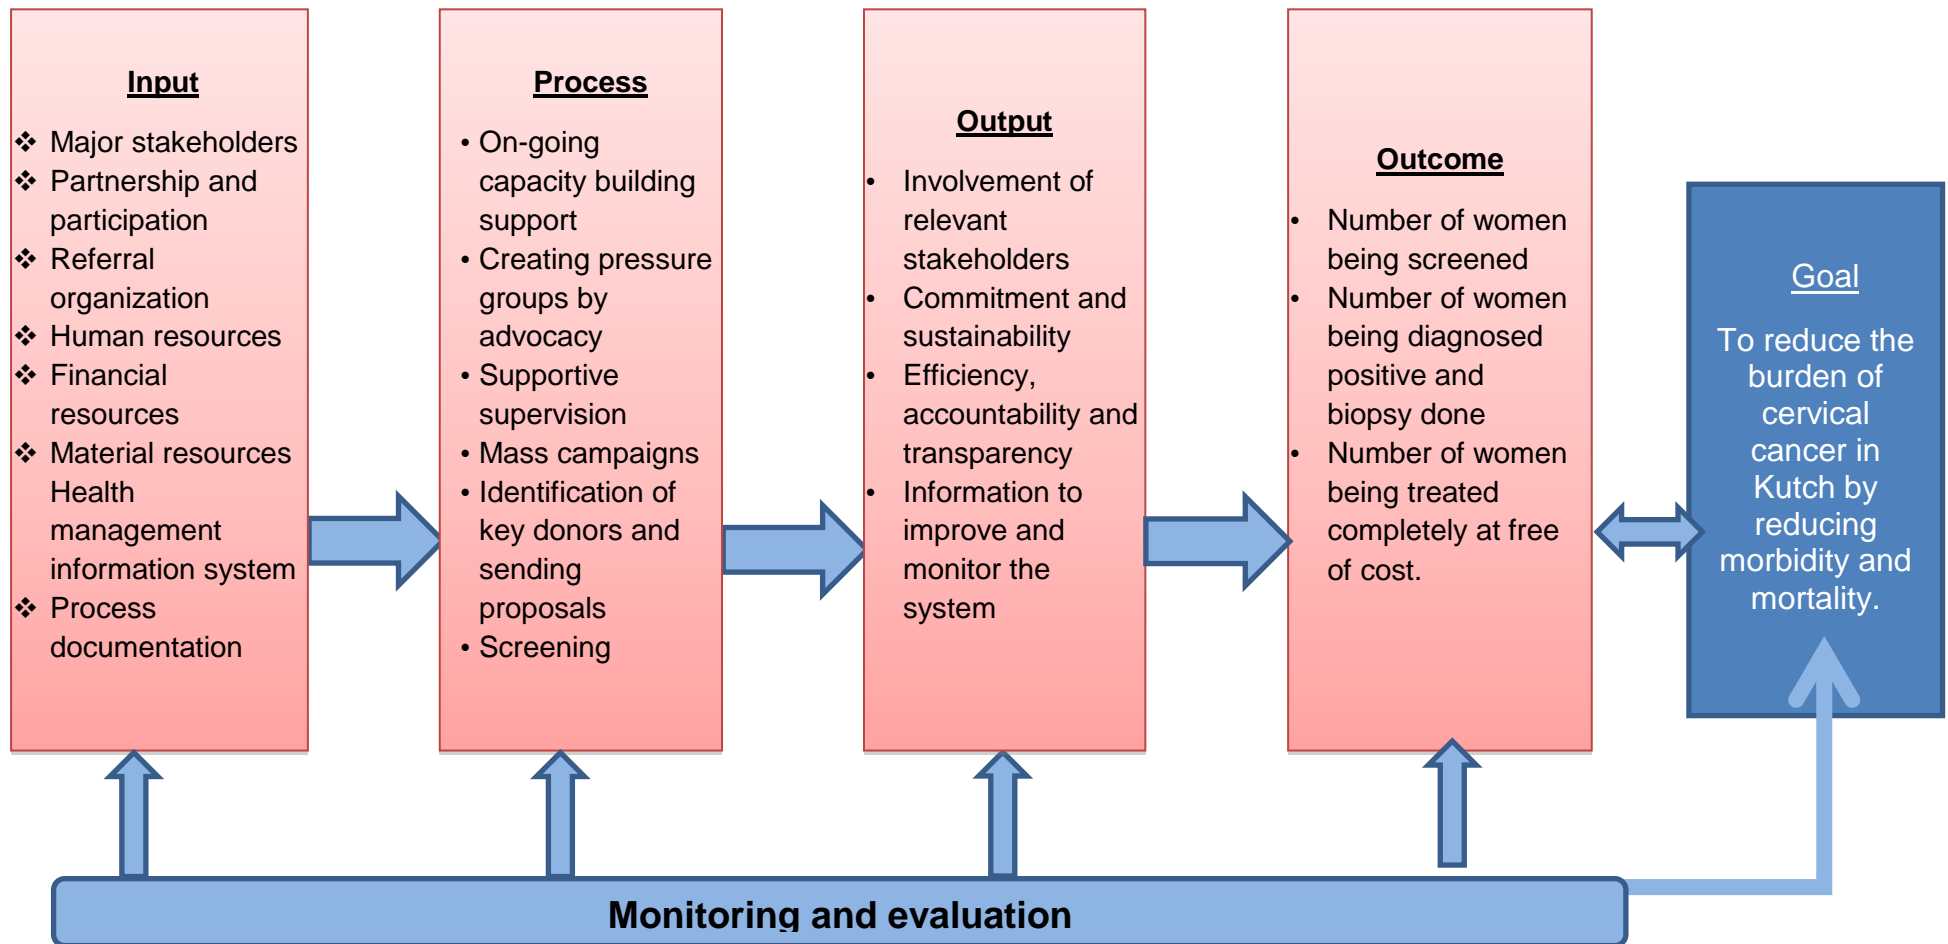 Input
❖ Major stakeholders
❖ Partnership and
participation
❖ Referral
organization
❖ Human resources
❖ Financial
resources
❖ Material resources
Health
management
information system
❖ Process
documentation
Process
• On-going
capacity building
support
• Creating pressure
groups by
advocacy
• Supportive
supervision
• Mass campaigns
• Identification of
key donors and
sending
proposals
• Screening
Output
• Involvement of
relevant
stakeholders
• Commitment and
sustainability
• Efficiency,
accountability and
transparency
• Information to
improve and
monitor the
system
Outcome
• Number of women
being screened
• Number of women
being diagnosed
positive and
biopsy done
• Number of women
being treated
completely at free
of cost.
Goal
To reduce the
burden of
cervical
cancer in
Kutch by
reducing
morbidity and
mortality.
Monitoring and evaluation